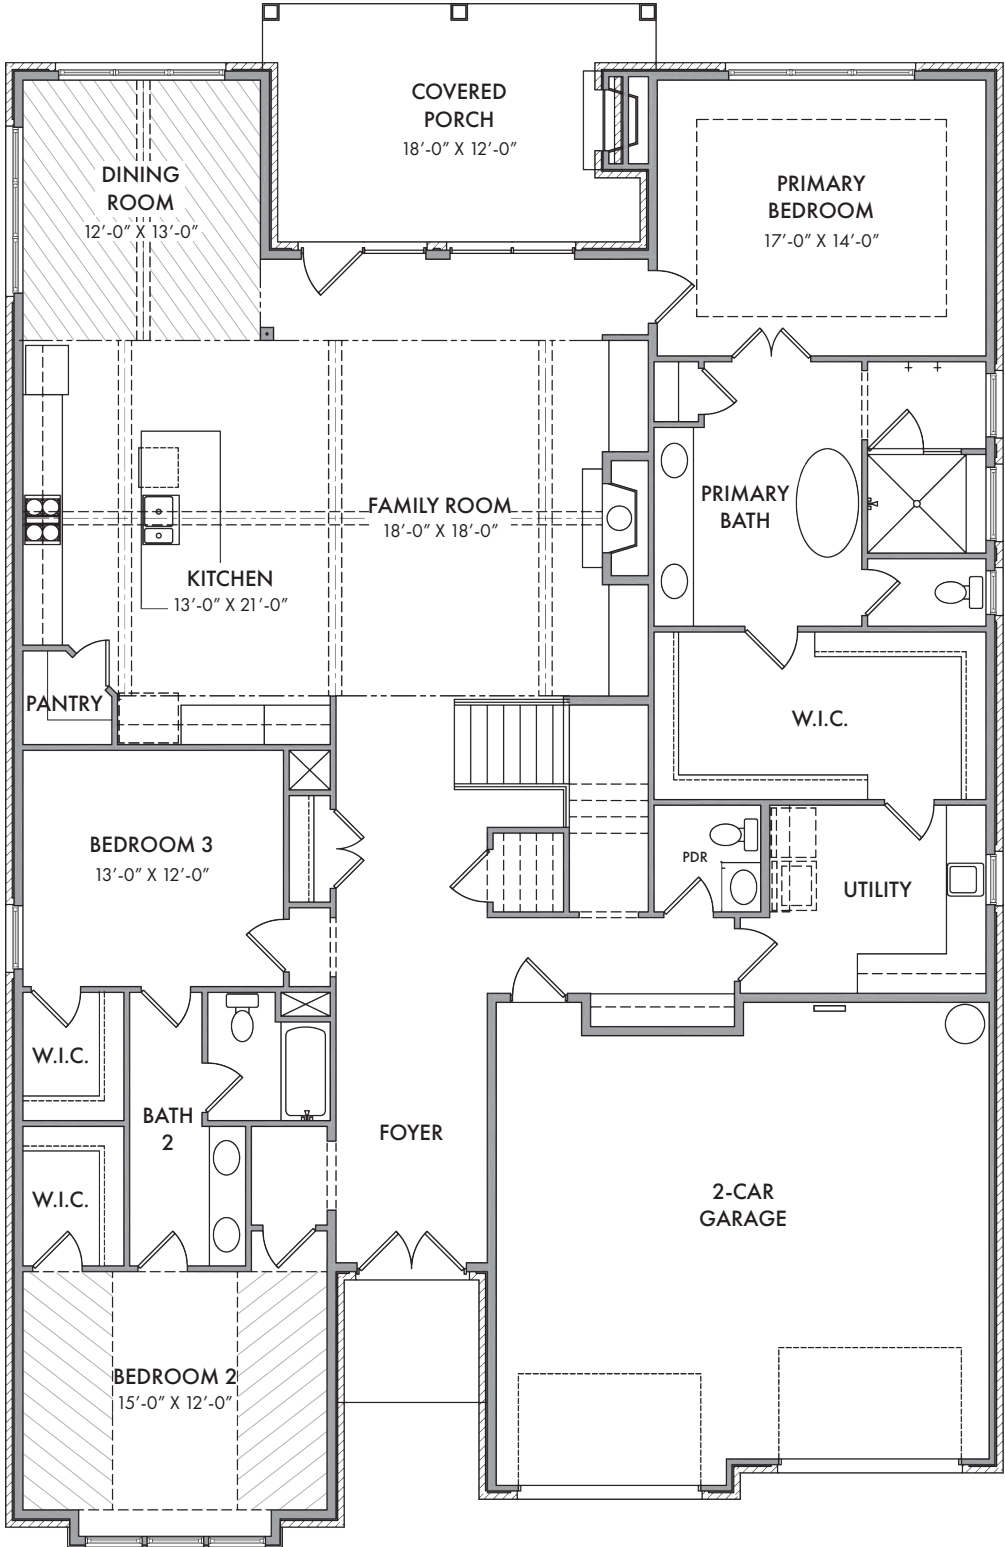 COVERED
PORCH
18'-0" X 12'-0"
DINING
ROOM
12'-0" X 13'-0"
PRIMARY
BEDROOM
17'-0" X 14'-0"
FAMILY ROOM
18'-0" X 18'-0"
PRIMARY
BATH
KITCHEN
13'-0" X 21'-0"
PANTRY
W.I.C.
BEDROOM 3
13'-0" X 12'-0"
PDR
UTILITY
W.I.C.
BATH
2
FOYER
W.I.C.
2-CAR
GARAGE
BEDROOM 2
15'-0" X 12'-0"